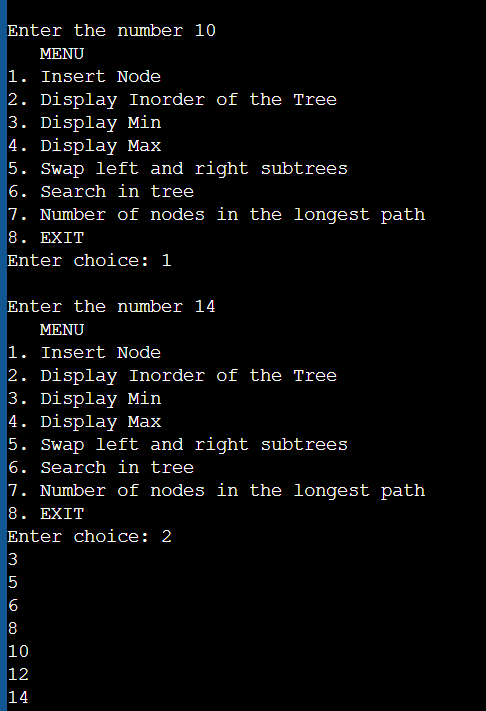 Enter the number 10
MENU
1. Insert Node
2. Display Inorder of the Tree
3. Display Min
4. Display Max
5. Swap left and right subtrees
6. Search in tree
7. Number of nodes in the longest path
8. EXIT
Enter choice: 1
Enter the number 14
MENU
1. Insert Node
2. Display Inorder of the Tree
3. Display Min
4. Display Max
5. Swap left and right subtrees
6. Search in tree
7. Number of nodes in the longest path
8. EXIT
Enter choice: 2
3
5
6
8
10
12
14